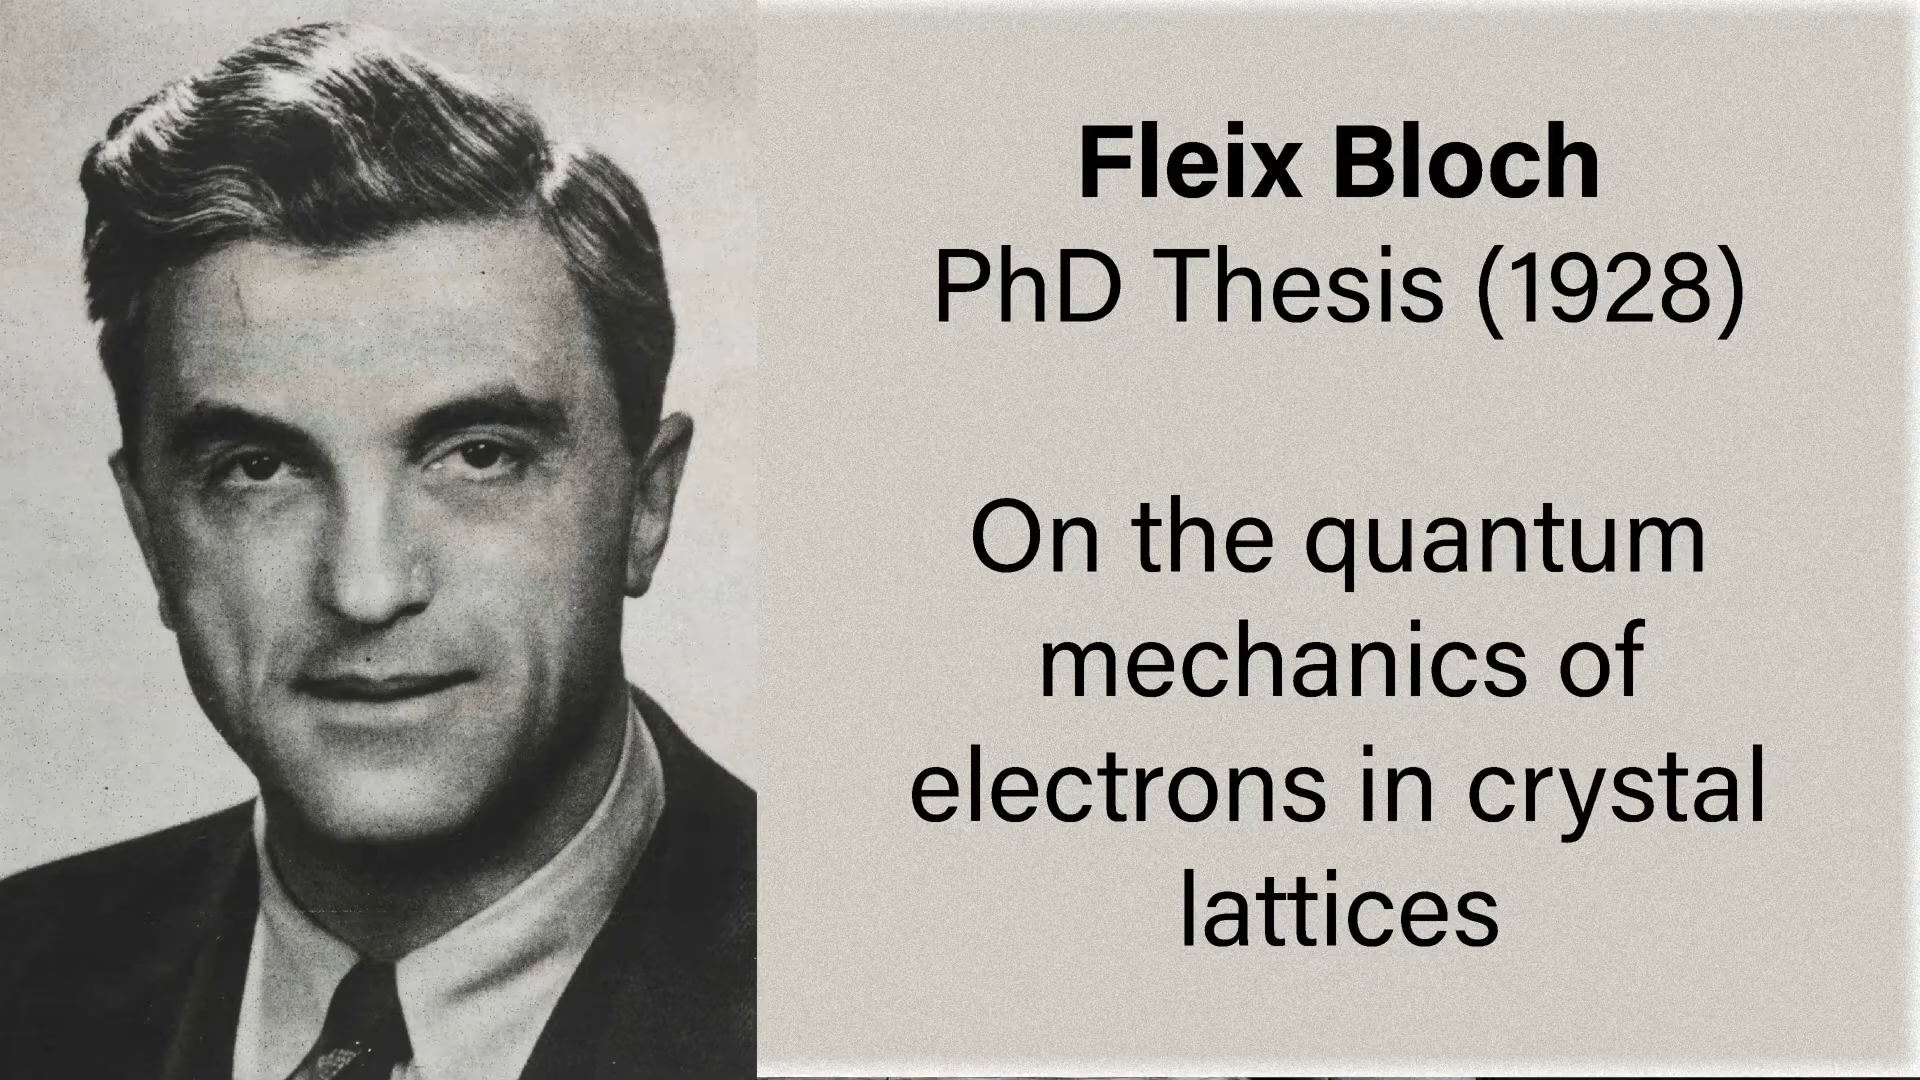 Fleix Bloch
PhD Thesis (1928)
On the quantum
mechanics of
electrons in crystal
lattices